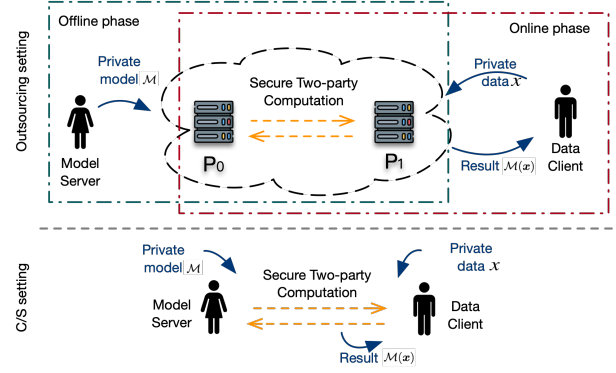 Offline phase
Online phase
Outsourcing setting
Private
model ℳ
Secure Two-party
Computation
Private
data 𝓍
P0
P1
Model
Server
Data
Client
Result ℳ(𝒙)
C/S setting
Private
model ℳ
Private
data 𝓍
Secure Two-party
Computation
Model
Server
Data
Client
Result ℳ(𝒙)